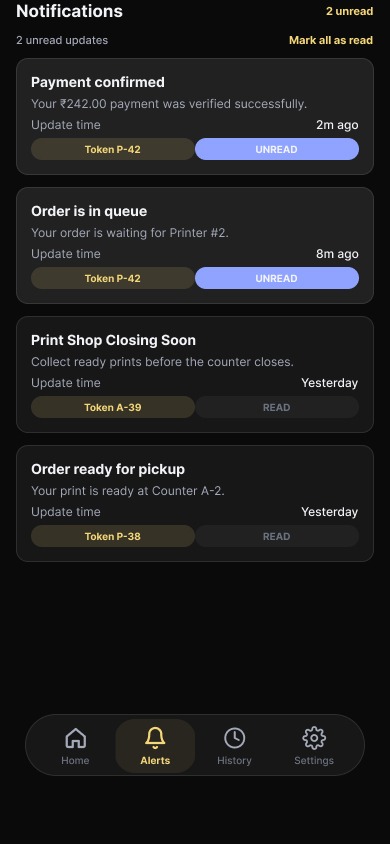 Notifications
2 unread
2 unread updates
Mark all as read
Payment confirmed
Your ₹242.00 payment was verified successfully.
Update time
2m ago
Token P-42
UNREAD
Order is in queue
Your order is waiting for Printer #2.
Update time
8m ago
Token P-42
UNREAD
Print Shop Closing Soon
Collect ready prints before the counter closes.
Update time
Yesterday
Token A-39
READ
Order ready for pickup
Your print is ready at Counter A-2.
Update time
Yesterday
Token P-38
READ
Home
Alerts
History
Settings